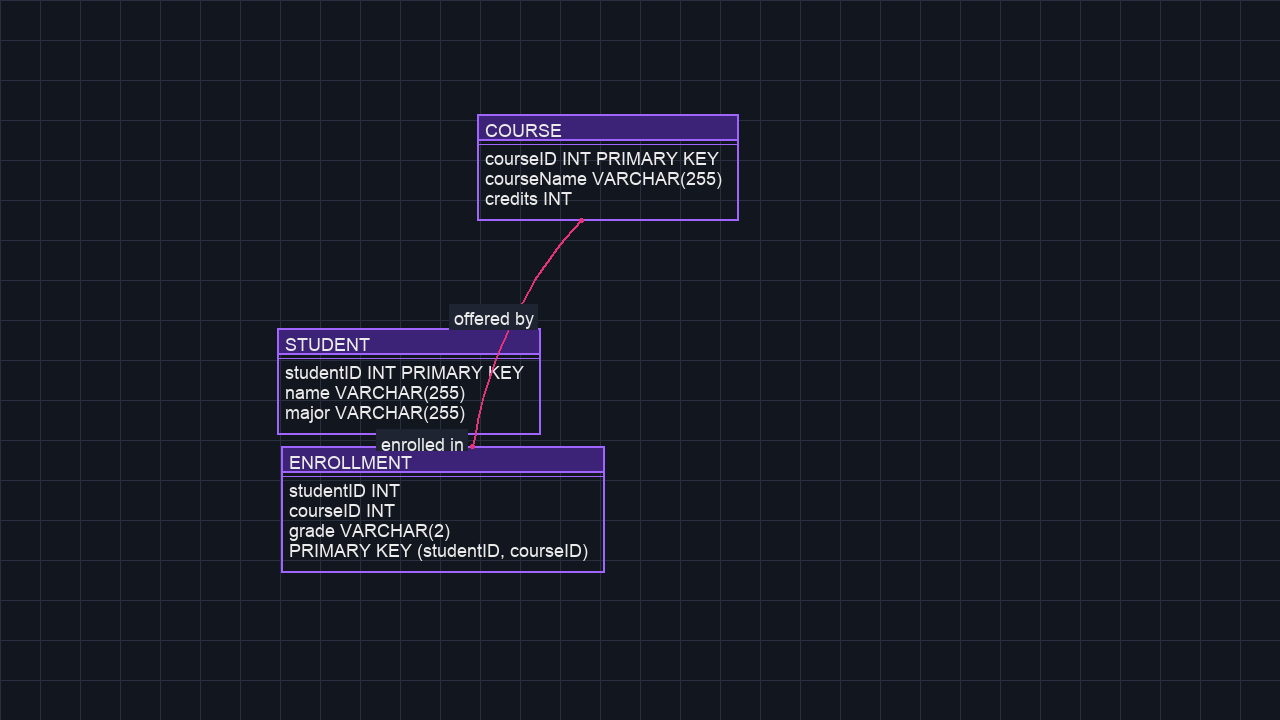 COURSE
courseID INT PRIMARY KEY
courseName VARCHAR(255)
credits INT
offered by
STUDENT
studentID INT PRIMARY KEY
name VARCHAR(255)
major VARCHAR(255)
enrolled in
ENROLLMENT
studentID INT
courseID INT
grade VARCHAR(2)
PRIMARY KEY (studentID, courseID)